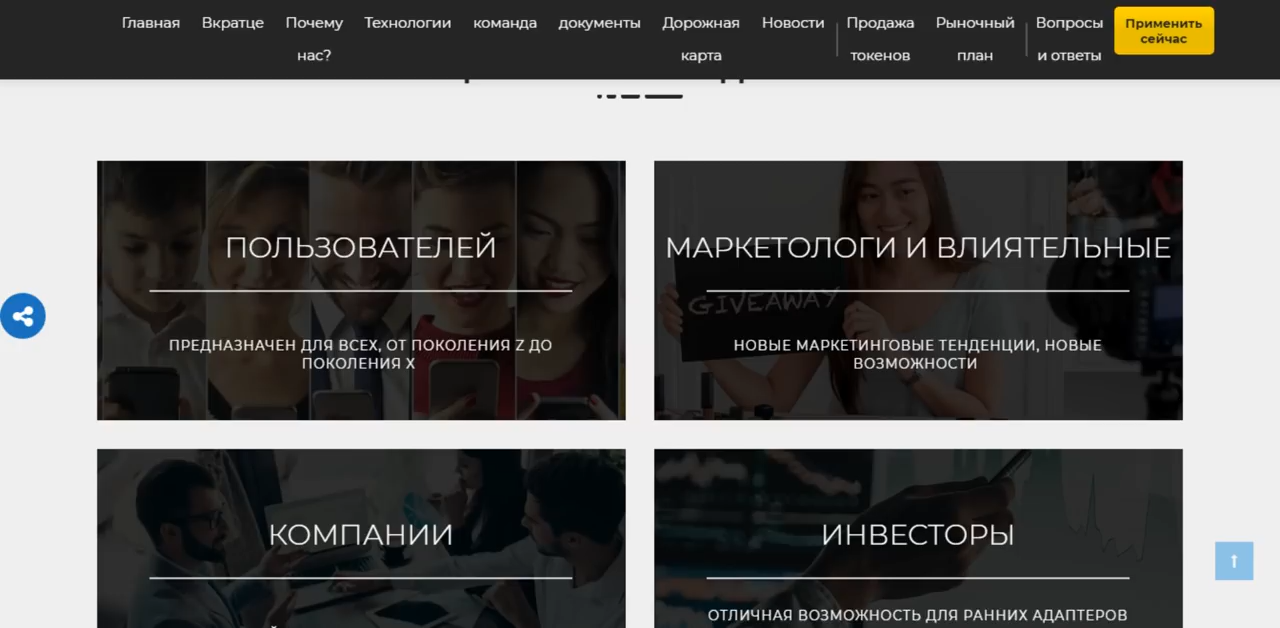 Главная Вкратце Почему нас? Технологии команда документы Дорожная карта Новости Продажа токенов Рыночный план Вопросы и ответы Применить сейчас
ПОЛЬЗОВАТЕЛЕЙ
ПРЕДНАЗНАЧЕН ДЛЯ ВСЕХ, ОТ ПОКОЛЕНИЯ Z ДО
ПОКОЛЕНИЯ X
МАРКЕТОЛОГИ И ВЛИЯТЕЛЬНЫЕ
GIVEAWAY
НОВЫЕ МАРКЕТИНГОВЫЕ ТЕНДЕНЦИИ, НОВЫЕ
ВОЗМОЖНОСТИ
КОМПАНИИ
ИНВЕСТОРЫ
ОТЛИЧНАЯ ВОЗМОЖНОСТЬ ДЛЯ РАННИХ АДАПТЕРОВ